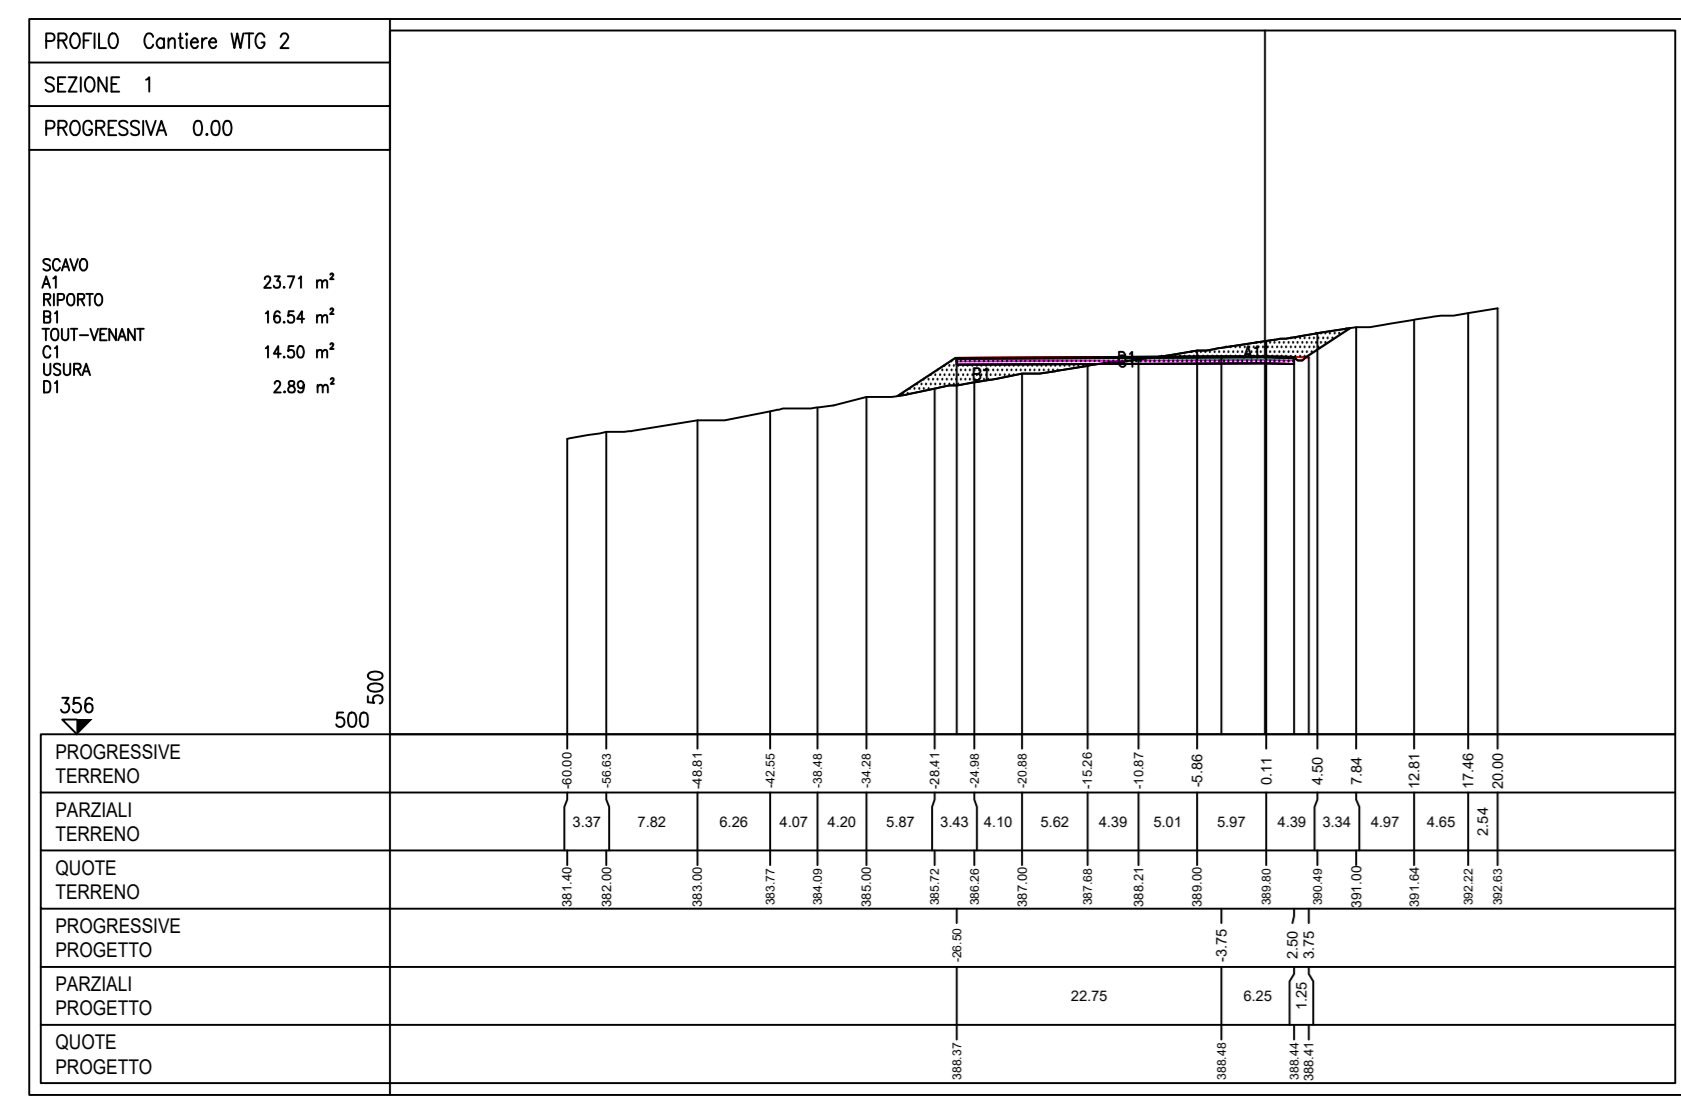 PROFILO Cantiere WTG 2
SEZIONE 1
PROGRESSIVA 0.00
SCAVO
A1 23.71 m²
RIPORTO
B1 16.54 m²
TOUT-VENANT
C1 14.50 m²
USURA
D1 2.89 m²
A1
D1
C1
B1
356
500
500
PROGRESSIVE
TERRENO
-60.00 -56.63 -48.81 -42.55 -38.48 -34.28 -28.41 -24.98 -20.88 -15.26 -10.87 -5.86 0.11 4.50 7.84 12.81 17.46 20.00
PARZIALI
TERRENO
3.37 7.82 6.26 4.07 4.20 5.87 3.43 4.10 5.62 4.39 5.01 5.97 4.39 3.34 4.97 4.65 2.54
QUOTE
TERRENO
381.40 382.00 383.00 383.77 384.09 385.00 385.72 386.26 387.00 387.68 388.21 389.00 389.80 390.49 391.00 391.64 392.22 392.63
PROGRESSIVE
PROGETTO
-26.50 -3.75 2.50 3.75
PARZIALI
PROGETTO
22.75 6.25 1.25
QUOTE
PROGETTO
388.37 388.48 388.44 388.41